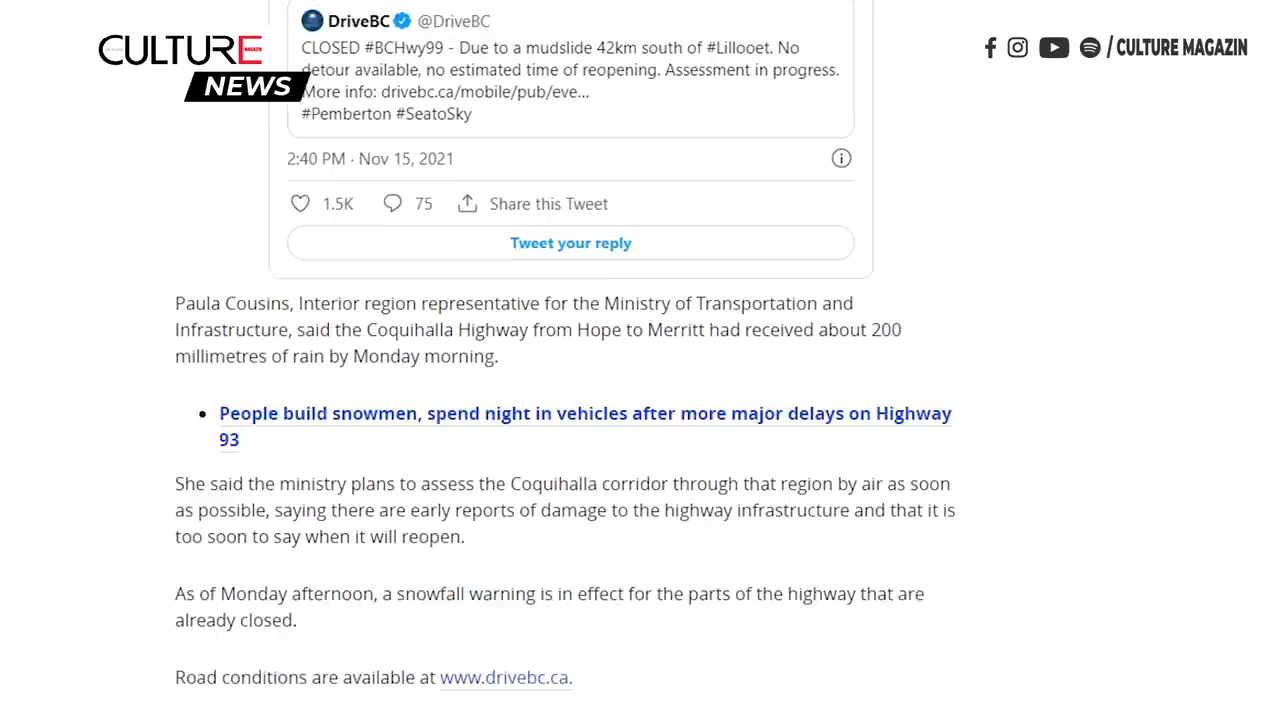 CULTURE
MAGAZIN
NEWS
/ CULTURE MAGAZIN
DriveBC @DriveBC
CLOSED #BCHwy99 - Due to a mudslide 42km south of #Lillooet. No
detour available, no estimated time of reopening. Assessment in progress.
More info: drivebc.ca/mobile/pub/eve...
#Pemberton #SeatoSky
2:40 PM · Nov 15, 2021
1.5K 75 Share this Tweet
Tweet your reply
Paula Cousins, Interior region representative for the Ministry of Transportation and
Infrastructure, said the Coquihalla Highway from Hope to Merritt had received about 200
millimetres of rain by Monday morning.
• People build snowmen, spend night in vehicles after more major delays on Highway
93
She said the ministry plans to assess the Coquihalla corridor through that region by air as soon
as possible, saying there are early reports of damage to the highway infrastructure and that it is
too soon to say when it will reopen.
As of Monday afternoon, a snowfall warning is in effect for the parts of the highway that are
already closed.
Road conditions are available at www.drivebc.ca.